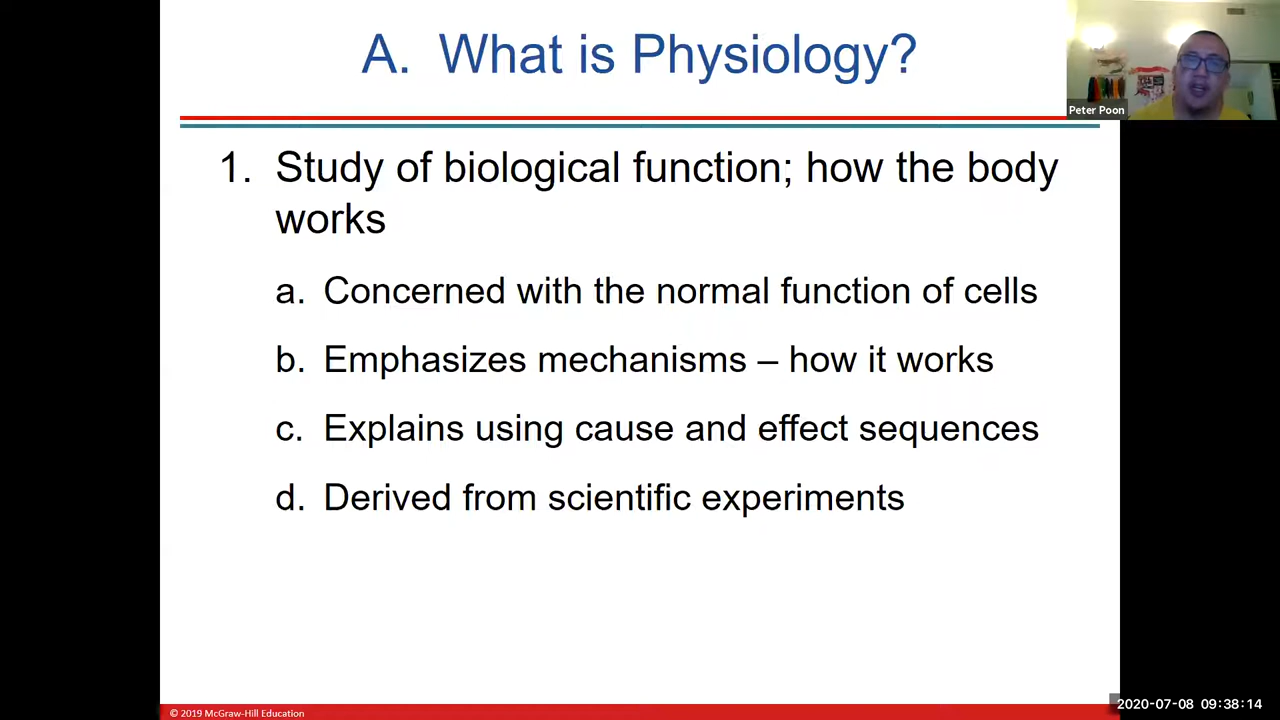 A. What is Physiology?
Peter Poon
1. Study of biological function; how the body
works
a. Concerned with the normal function of cells
b. Emphasizes mechanisms – how it works
c. Explains using cause and effect sequences
d. Derived from scientific experiments
© 2019 McGraw-Hill Education
2020-07-08 09:38:14